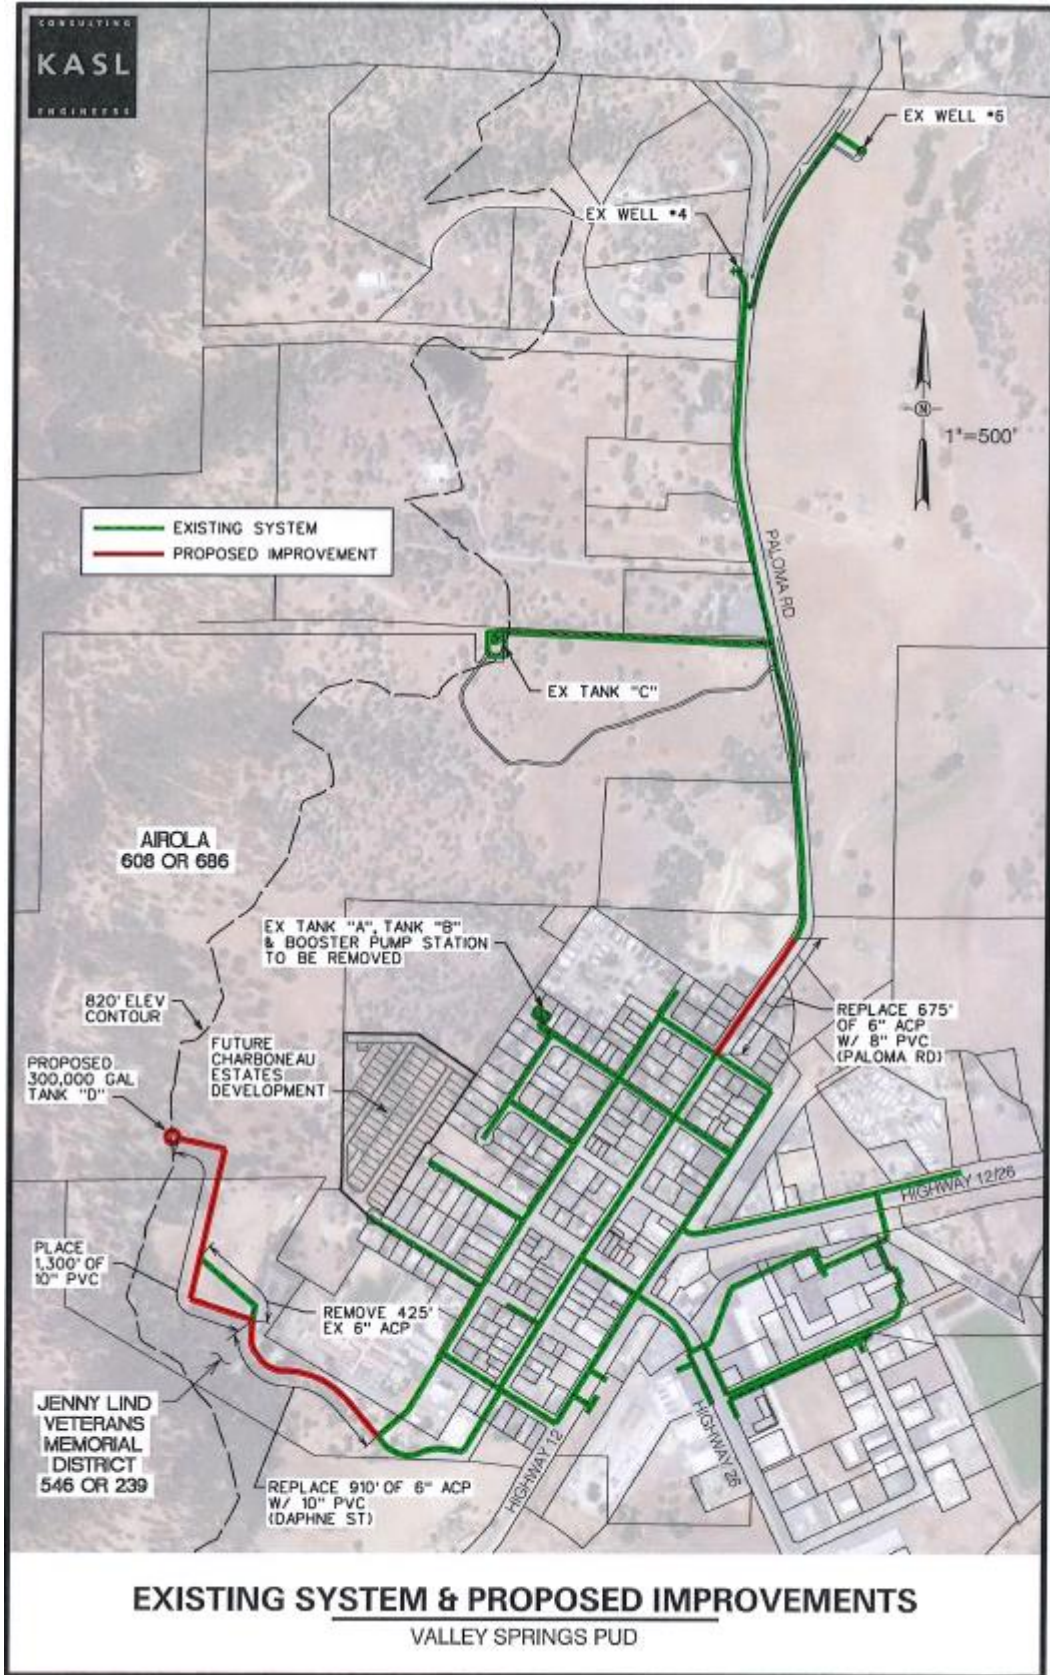 CONSULTING
KASL
ENGINEERS
EX WELL *6
EX WELL *4
N
1"=500'
EXISTING SYSTEM
PROPOSED IMPROVEMENT
PALOMA RD
EX TANK "C"
AIROLA
608 OR 686
EX TANK "A", TANK "B"
& BOOSTER PUMP STATION
TO BE REMOVED
820' ELEV
CONTOUR
FUTURE
CHARBONEAU
ESTATES
DEVELOPMENT
REPLACE 675'
OF 6" ACP
W/ 8" PVC
(PALOMA RD)
PROPOSED
300,000 GAL
TANK "D"
HIGHWAY 12/26
PLACE
1,300' OF
10" PVC
REMOVE 425'
EX 6" ACP
JENNY LIND
VETERANS
MEMORIAL
DISTRICT
546 OR 239
REPLACE 910' OF 6" ACP
W/ 10" PVC
(DAPHNE ST)
HIGHWAY 12
HIGHWAY 26
EXISTING SYSTEM & PROPOSED IMPROVEMENTS
VALLEY SPRINGS PUD